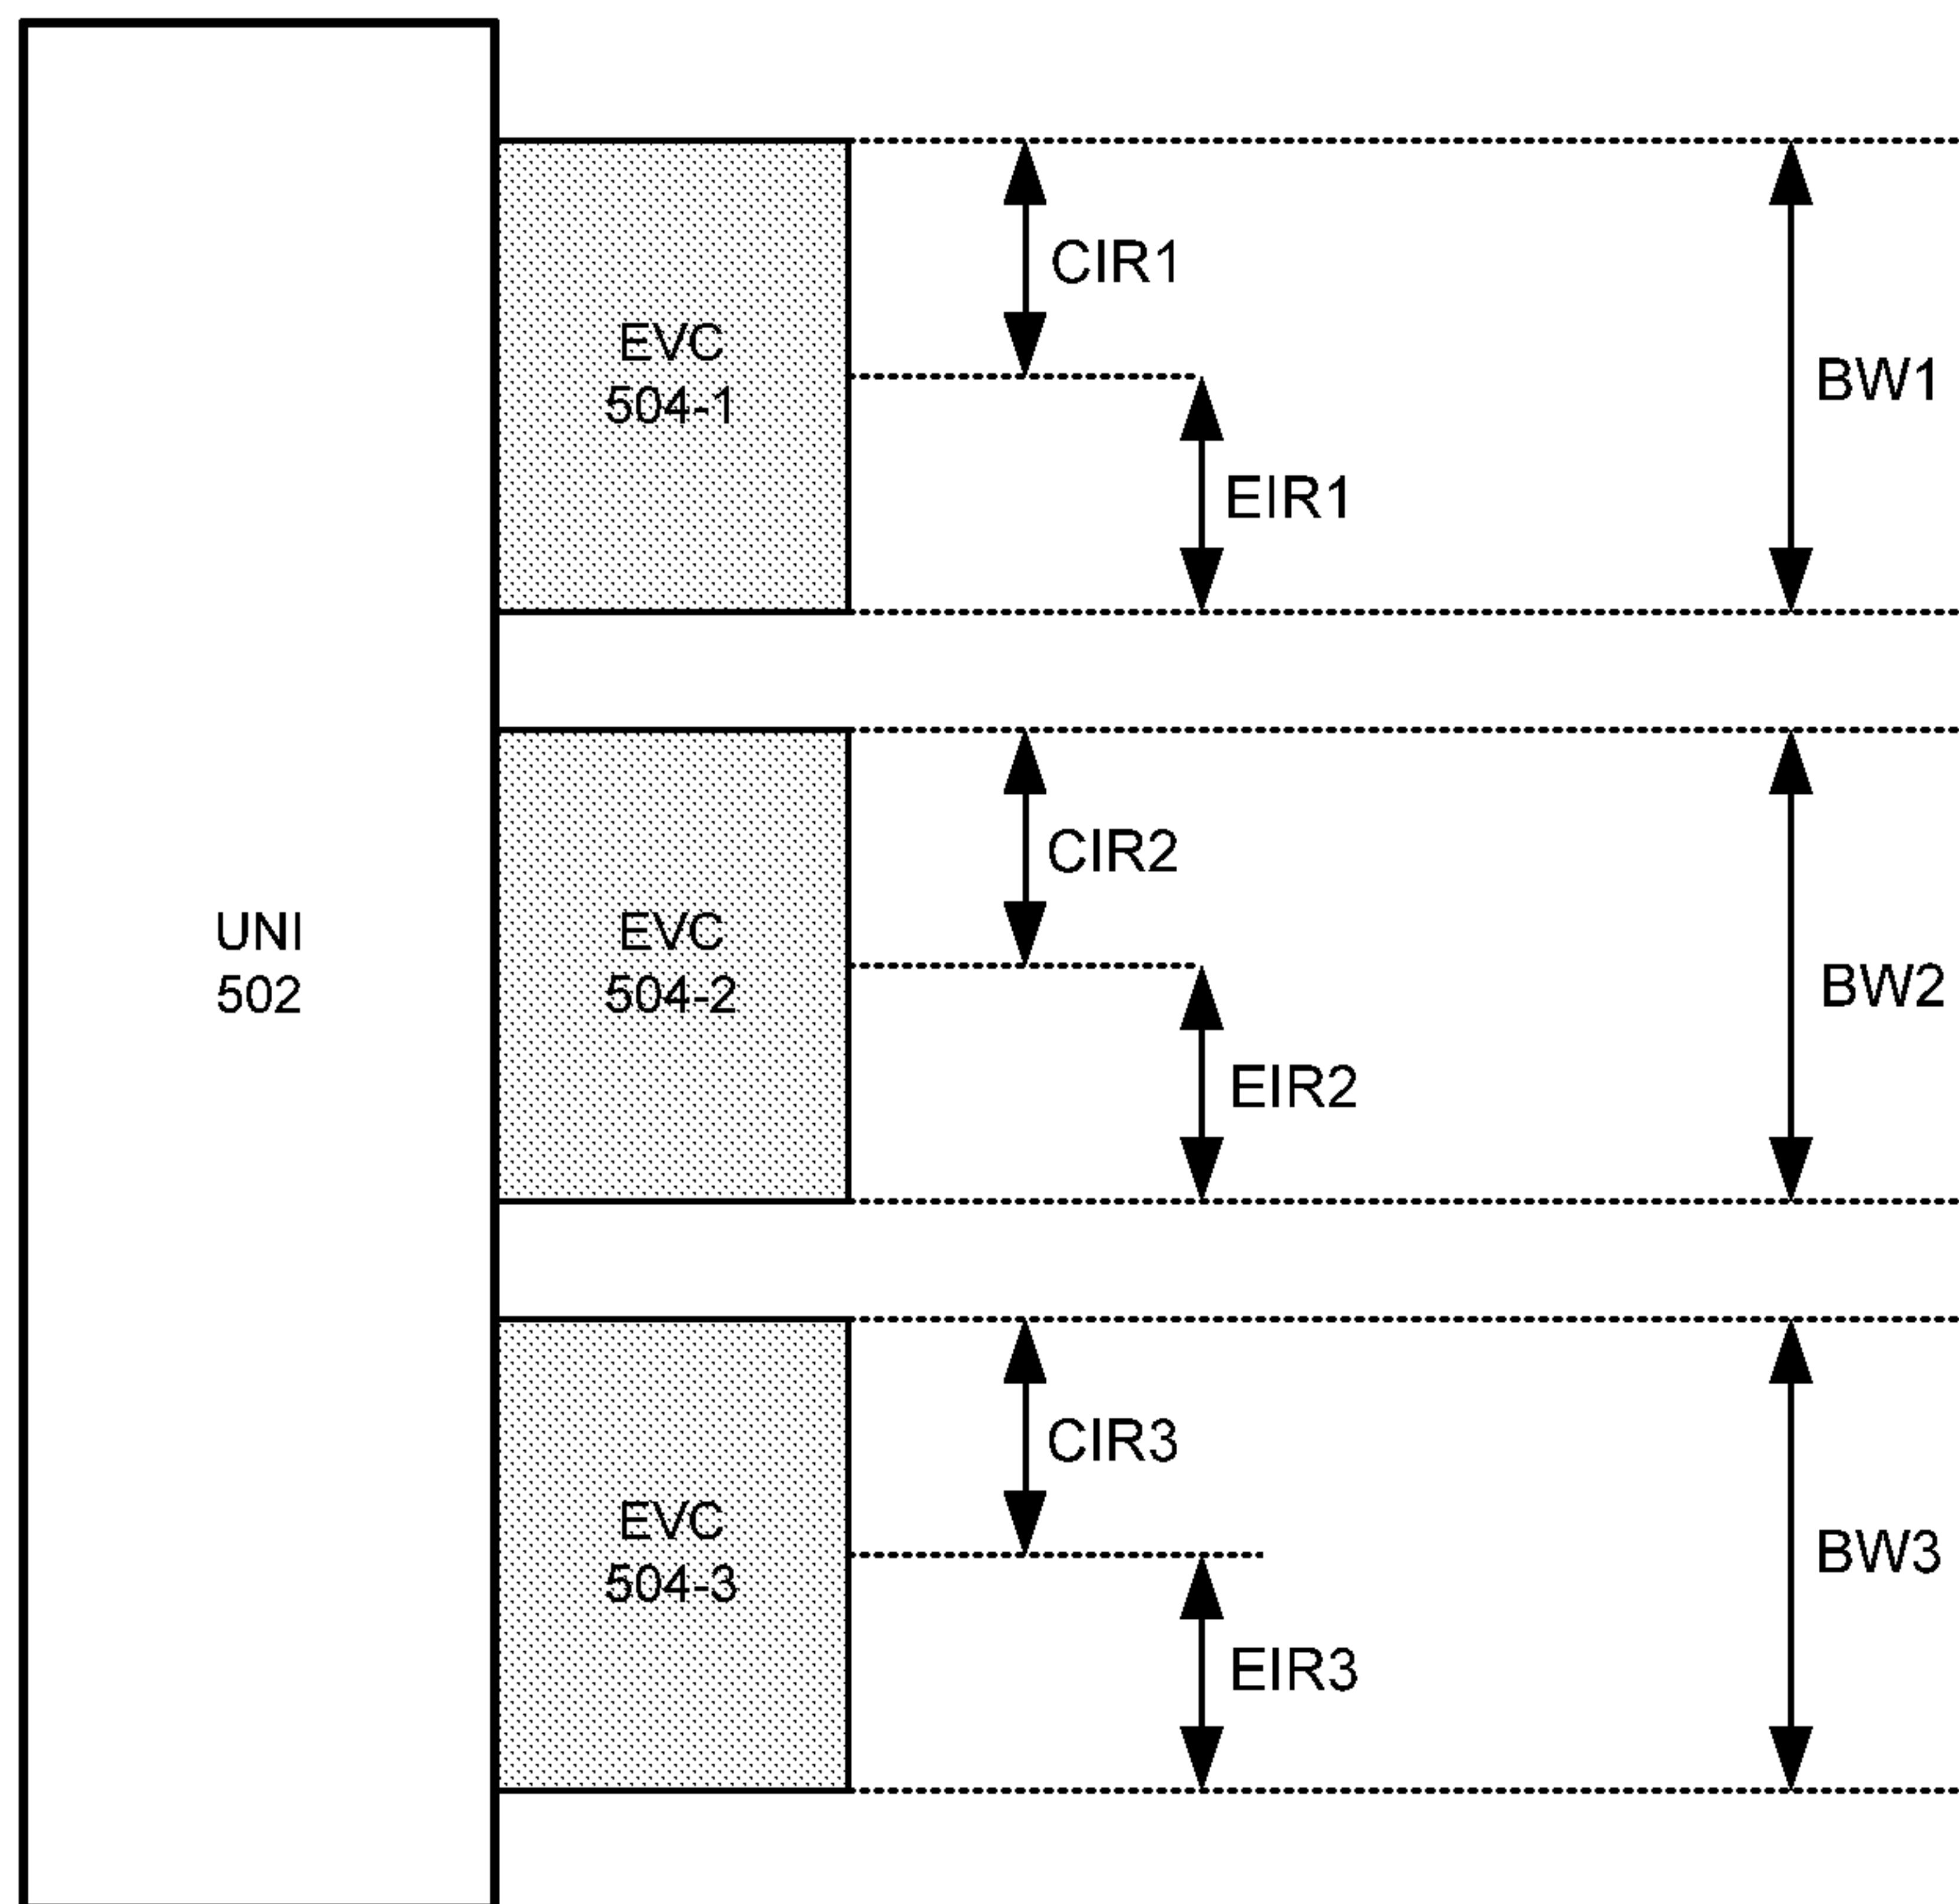 CIR1
EVC
504-1
BW1
EIR1
CIR2
UNI
502
EVC
504-2
BW2
EIR2
CIR3
EVC
504-3
BW3
EIR3